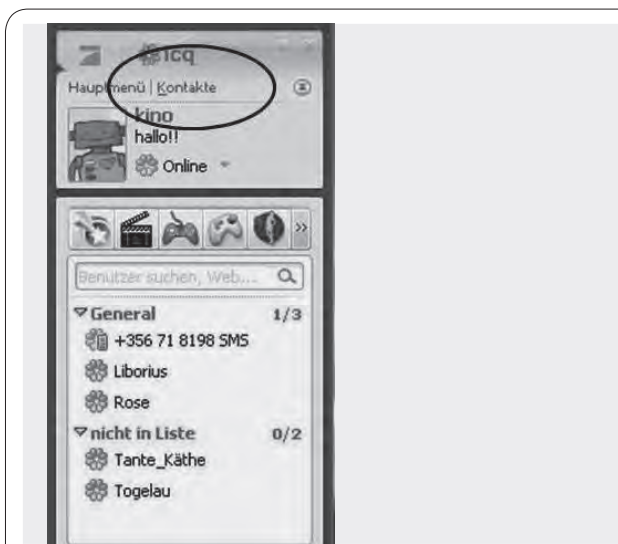 icq
Hauptmenü | Kontakte
kino
hallo!!
Online
Benutzer suchen, Web....
General 1/3
+356 71 8198 SMS
Liborius
Rose
nicht in Liste 0/2
Tante_Käthe
Togelau